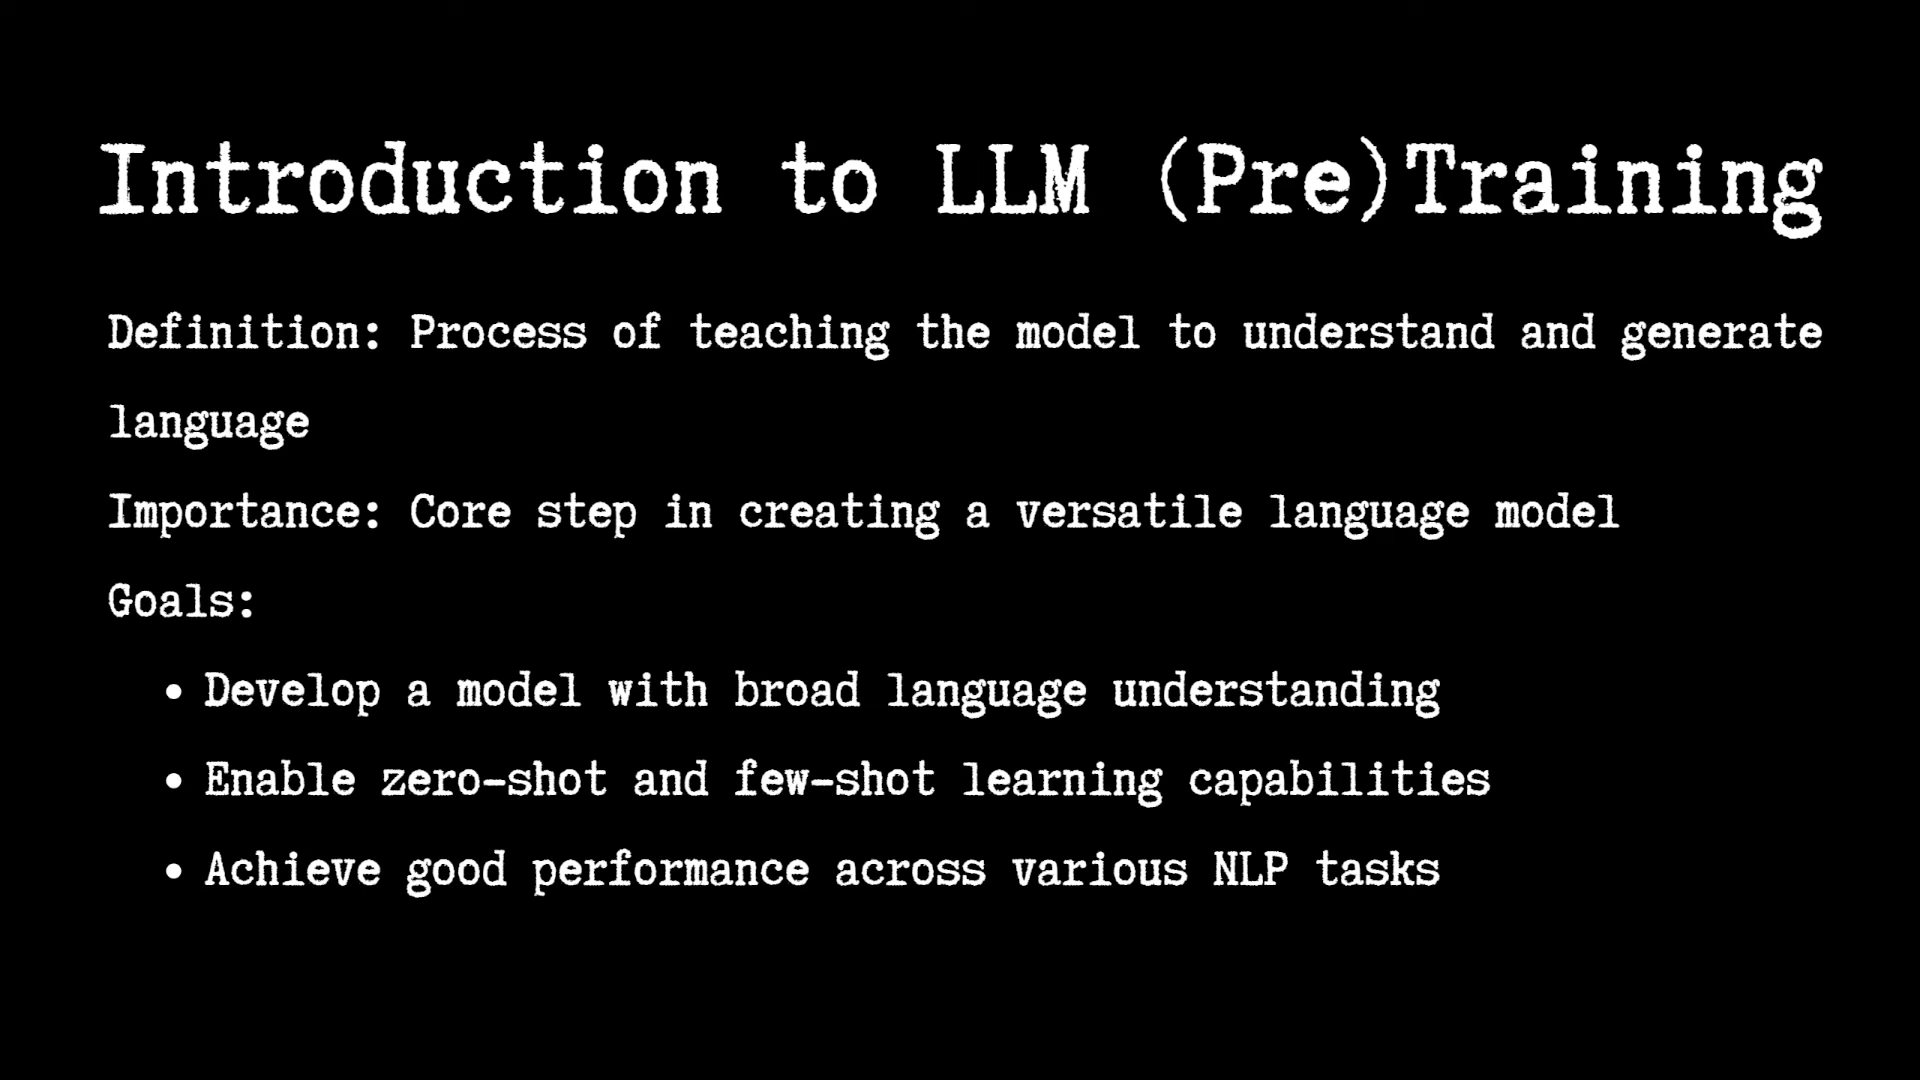 Introduction to LLM (Pre)Training
Definition: Process of teaching the model to understand and generate
language
Importance: Core step in creating a versatile language model
Goals:
• Develop a model with broad language understanding
• Enable zero-shot and few-shot learning capabilities
• Achieve good performance across various NLP tasks